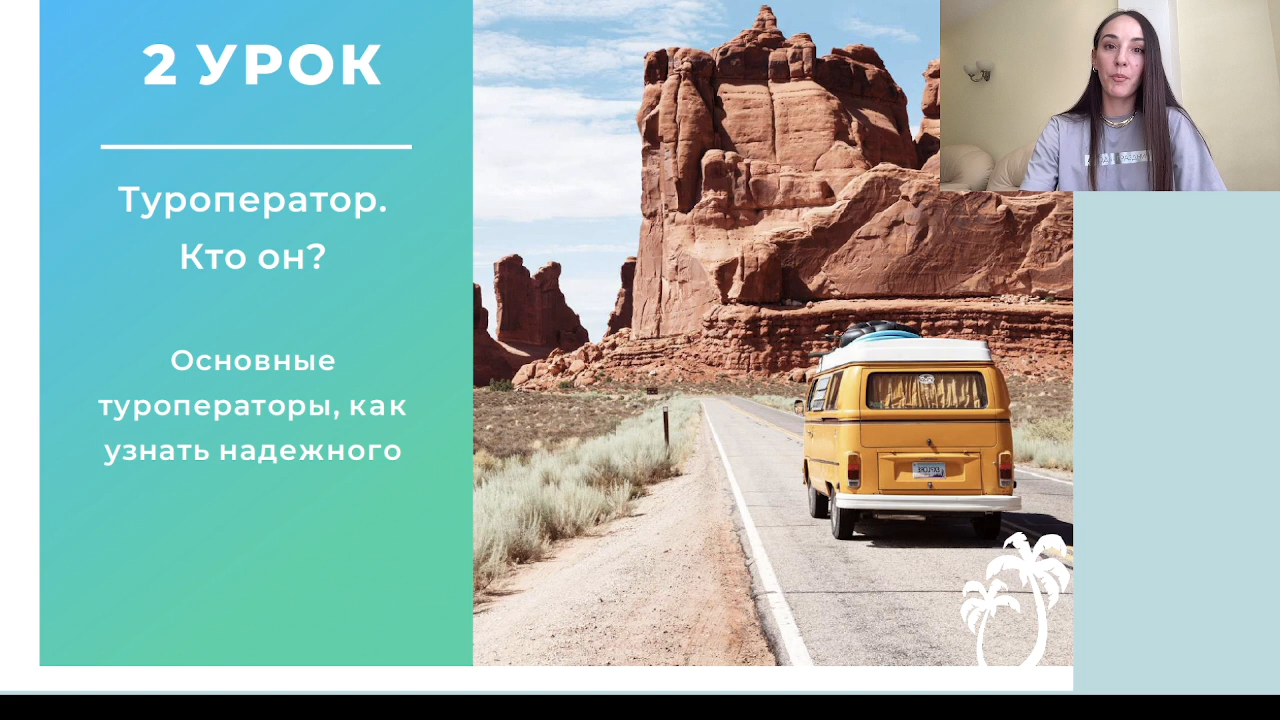 2 УРОК
Туроператор.
Кто он?
Основные
туроператоры, как
узнать надежного